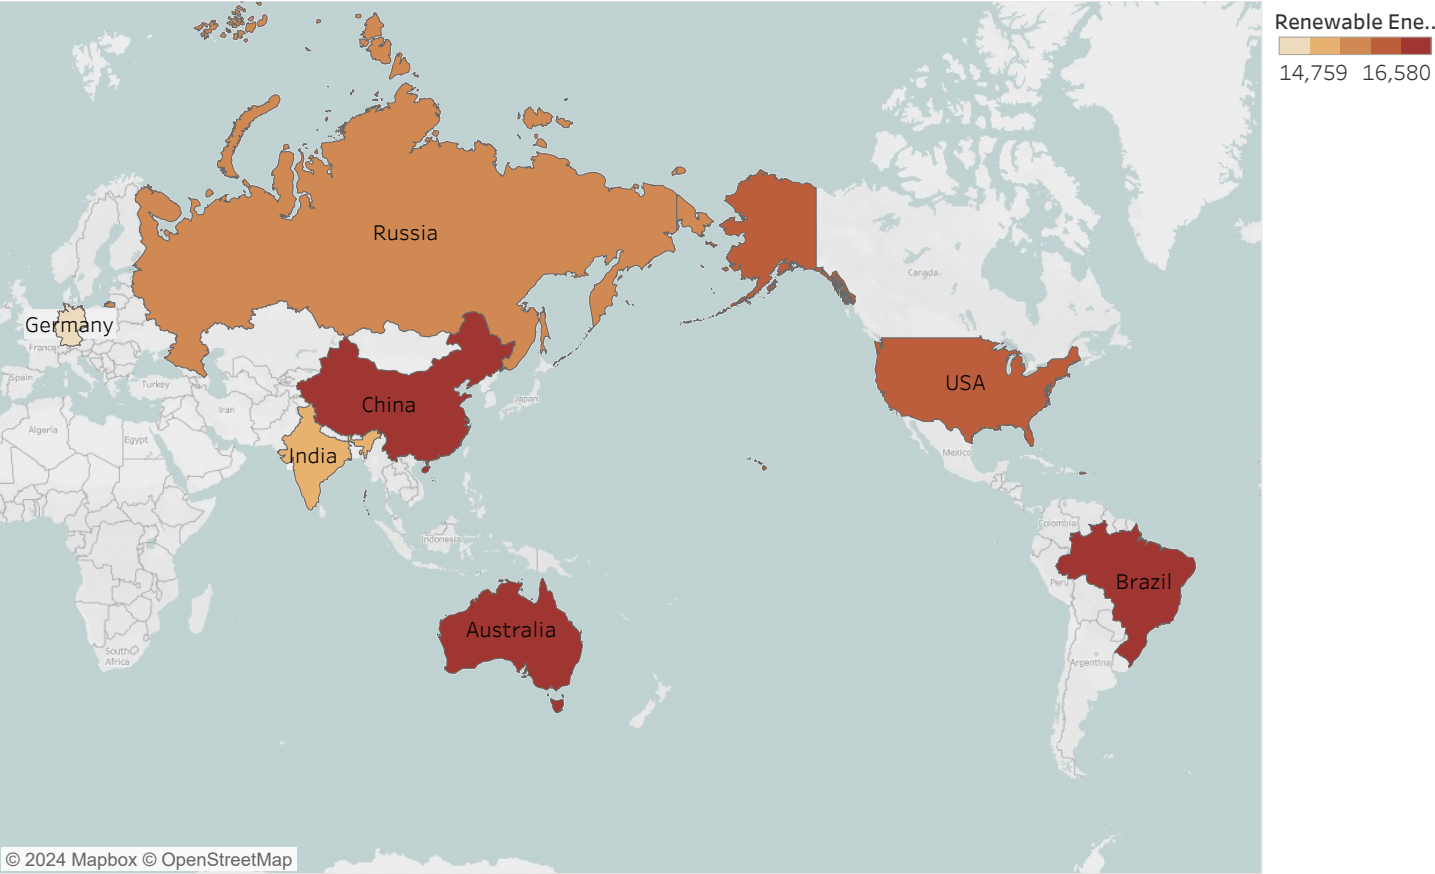 Renewable Ene..
14,759 16,580
Russia
Canada
Germany
France
USA
Spain
Turkey
Japan
China
Iran
Algeria
Egypt
India
Mexico
Colombia
Indonesia
Peru
Brazil
Australia
South
Africa
Argentina
© 2024 Mapbox © OpenStreetMap